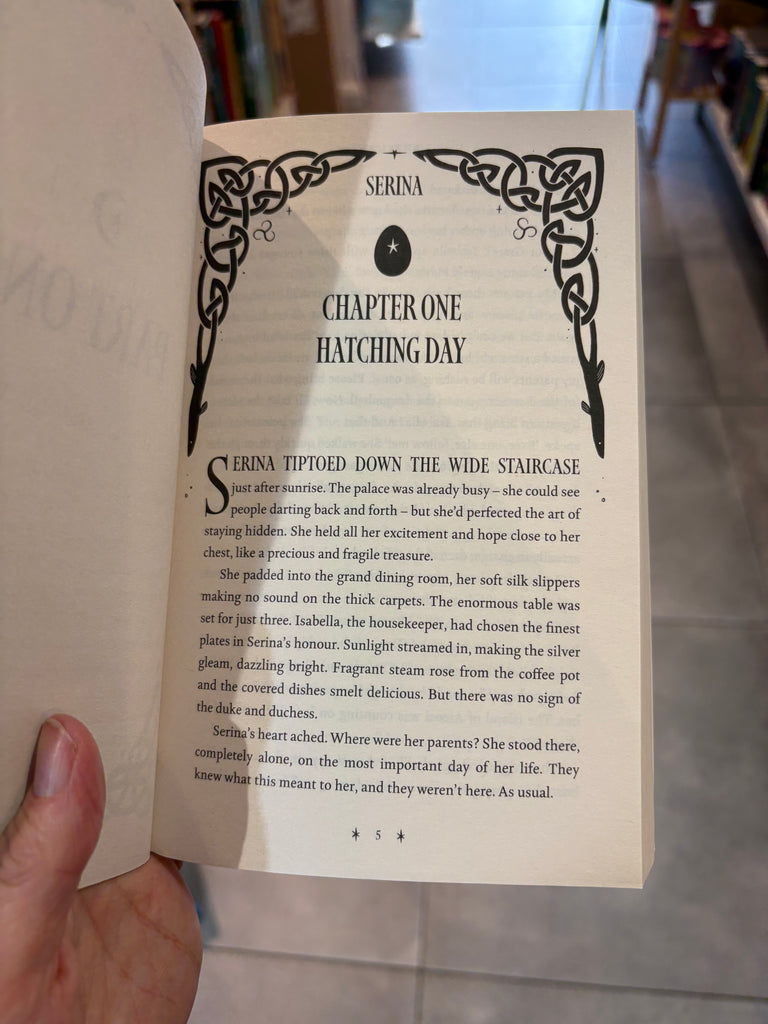 SERINA
CHAPTER ONE
HATCHING DAY
SERINA TIPTOED DOWN THE WIDE STAIRCASE
just after sunrise. The palace was already busy – she could see
people darting back and forth – but she’d perfected the art of
staying hidden. She held all her excitement and hope close to her
chest, like a precious and fragile treasure.
She padded into the grand dining room, her soft silk slippers
making no sound on the thick carpets. The enormous table was
set for just three. Isabella, the housekeeper, had chosen the finest
plates in Serina’s honour. Sunlight streamed in, making the silver
gleam, dazzling bright. Fragrant steam rose from the coffee pot
and the covered dishes smelt delicious. But there was no sign of
the duke and duchess.
Serina’s heart ached. Where were her parents? She stood there,
completely alone, on the most important day of her life. They
knew what this meant to her, and they weren’t here. As usual.
5